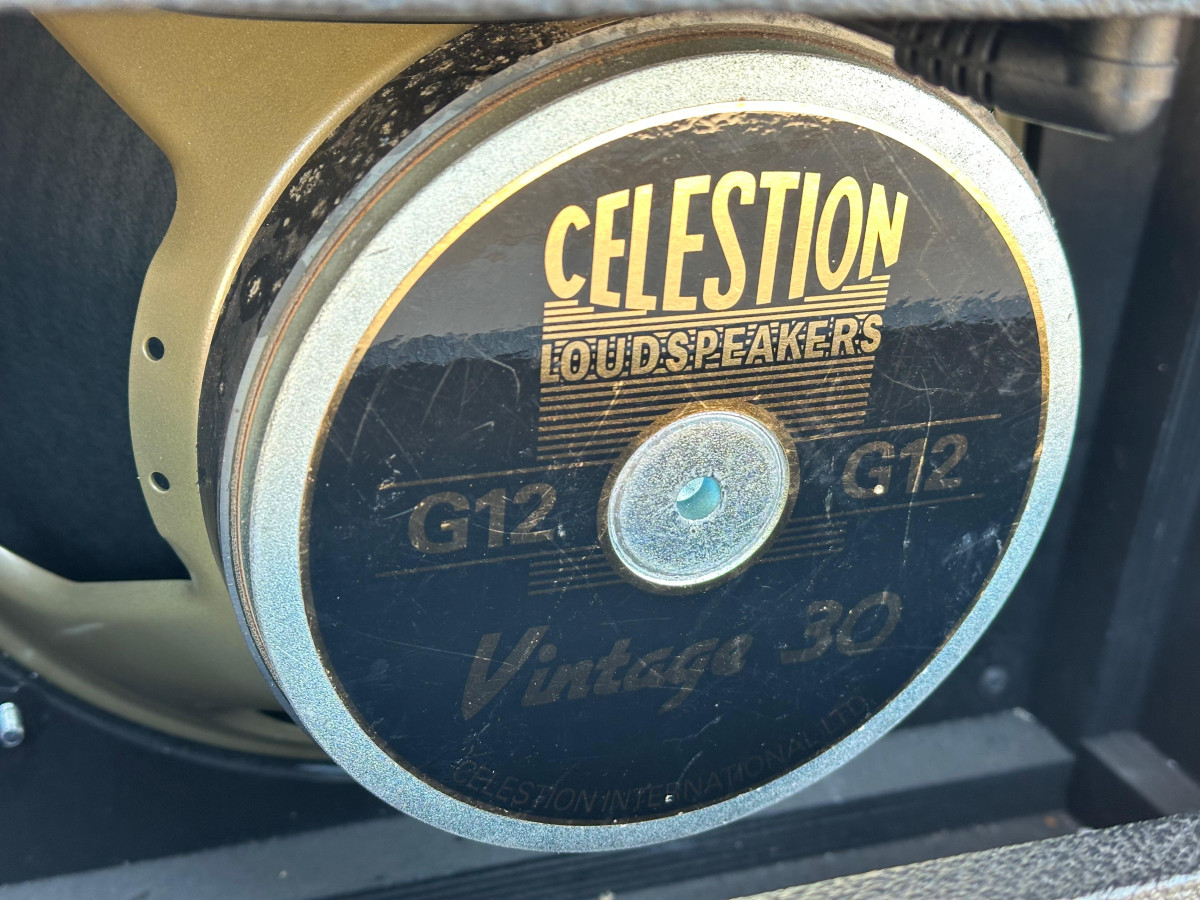 CELESTION
LOUDSPEAKERS
G12 G12
Vintage 30
CELESTION INTERNATIONAL LTD